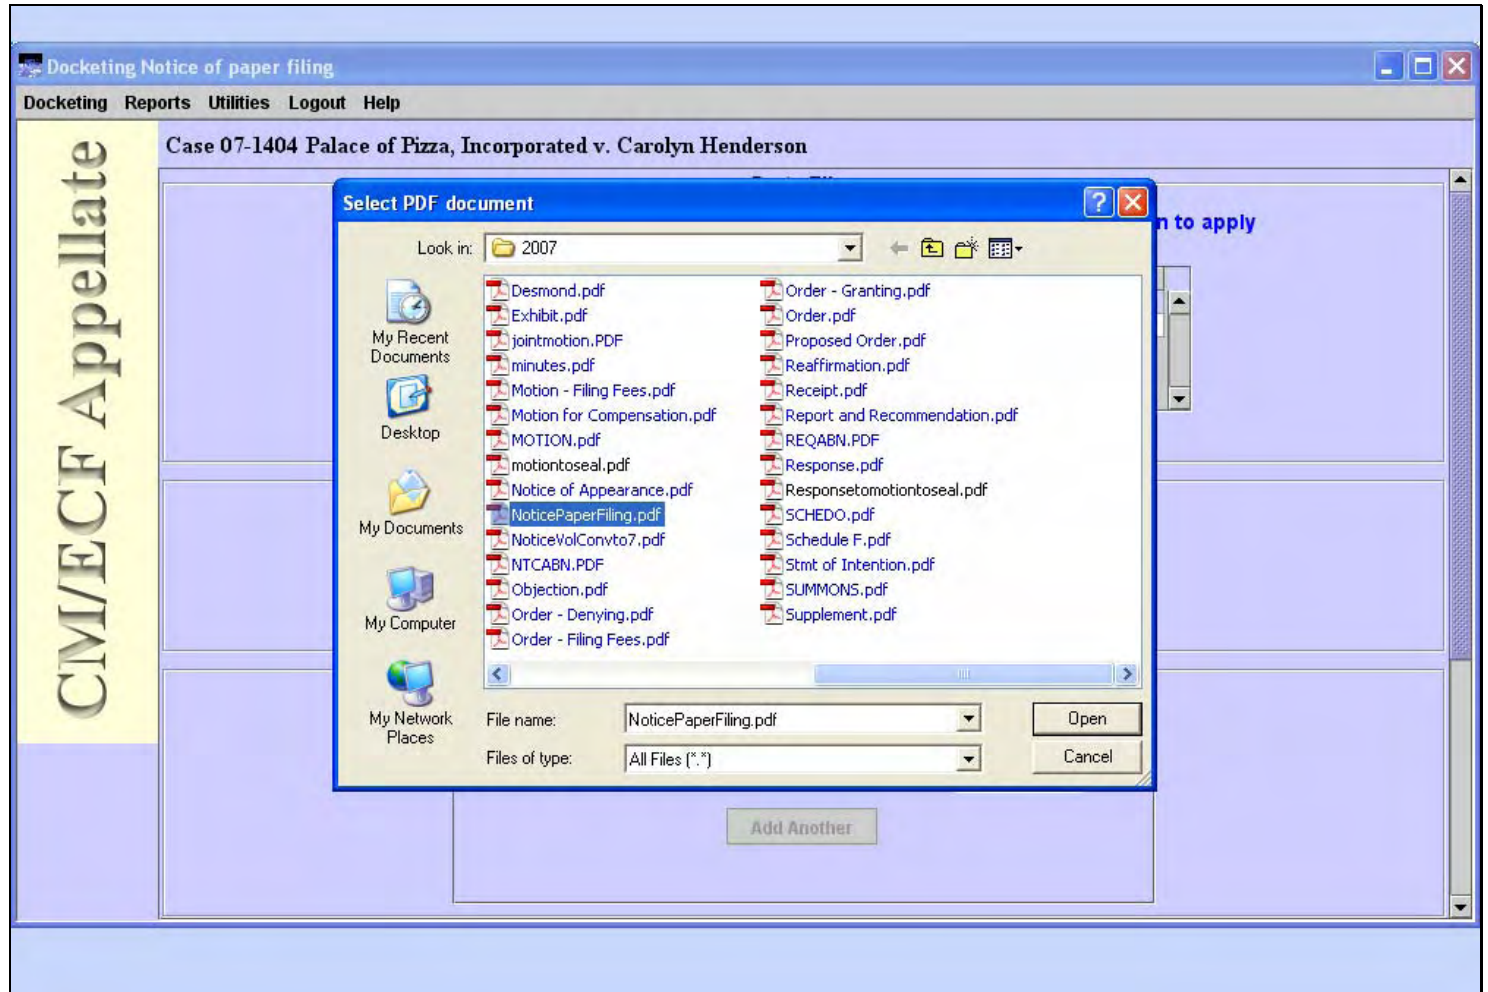 Docketing Notice of paper filing
Docketing Reports Utilities Logout Help
CM/ECF Appellate
Case 07-1404 Palace of Pizza, Incorporated v. Carolyn Henderson
n to apply
Select PDF document
Look in: 2007
My Recent Documents
Desktop
My Documents
My Computer
My Network Places
Desmond.pdf
Exhibit.pdf
jointmotion.PDF
minutes.pdf
Motion - Filing Fees.pdf
Motion for Compensation.pdf
MOTION.pdf
motiontoseal.pdf
Notice of Appearance.pdf
NoticePaperFiling.pdf
NoticeVolConvto7.pdf
NTCABN.PDF
Objection.pdf
Order - Denying.pdf
Order - Filing Fees.pdf
Order - Granting.pdf
Order.pdf
Proposed Order.pdf
Reaffirmation.pdf
Receipt.pdf
Report and Recommendation.pdf
REQABN.PDF
Response.pdf
Responsetomotiontoseal.pdf
SCHEDO.pdf
Schedule F.pdf
Stmt of Intention.pdf
SUMMONS.pdf
Supplement.pdf
File name: NoticePaperFiling.pdf Open
Files of type: All Files (*.*) Cancel
Add Another